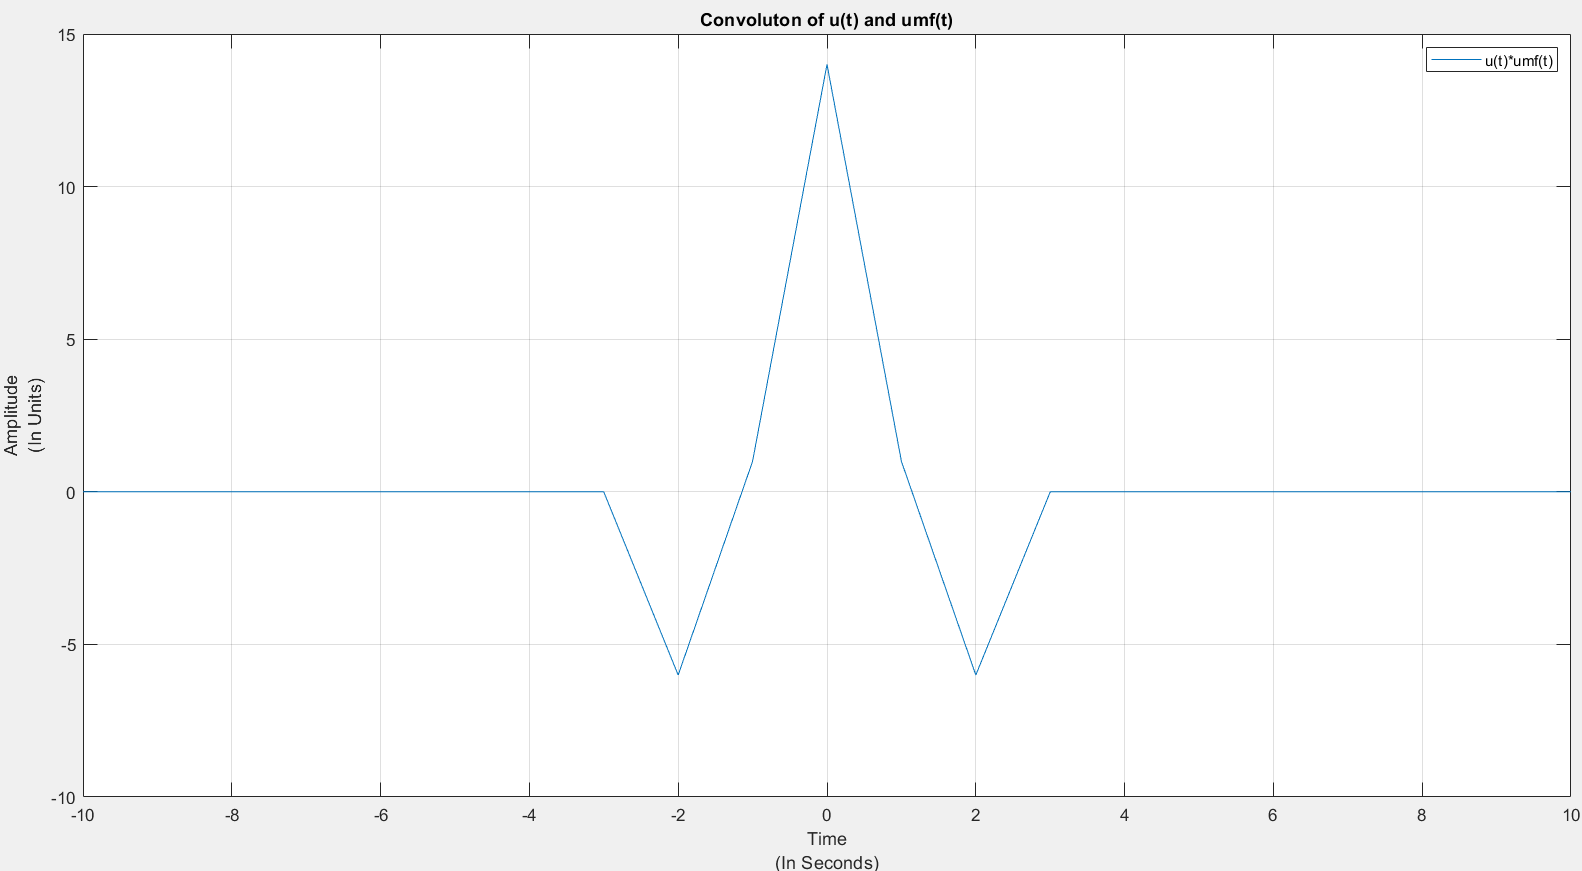 Convoluton of u(t) and umf(t)
u(t)*umf(t)
15
10
5
0
-5
-10
Amplitude
(In Units)
-10 -8 -6 -4 -2 0 2 4 6 8 10
Time
(In Seconds)